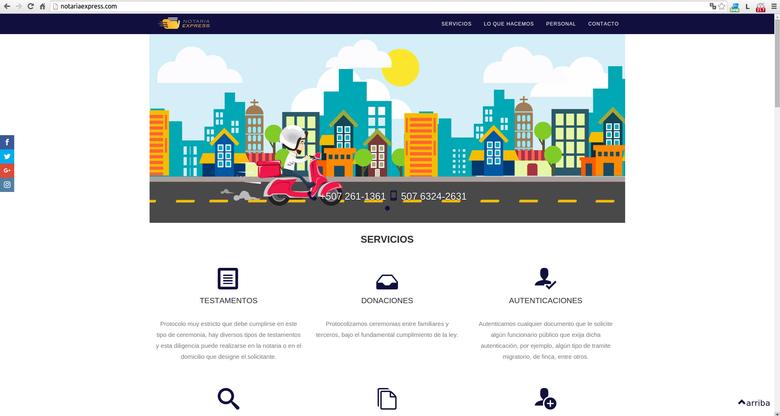 notariaexpress.com
NOTARIA
EXPRESS
SERVICIOS LO QUE HACEMOS PERSONAL CONTACTO
+507 261-1361 507 6324-2631
SERVICIOS
TESTAMENTOS
Protocolo muy estricto que debe cumplirse en este
tipo de ceremonia, hay diversos tipos de testamentos
y esta diligencia puede realizarse en la notaria o en el
domicilio que designe el solicitante.
DONACIONES
Protocolizamos ceremonias entre familiares y
terceros, bajo el fundamental cumplimiento de la ley.
AUTENTICACIONES
Autenticamos cualquier documento que le solicite
algún funcionario público que exija dicha
autenticación, por ejemplo, algún tipo de tramite
migratorio, de finca, entre otros.
arriba